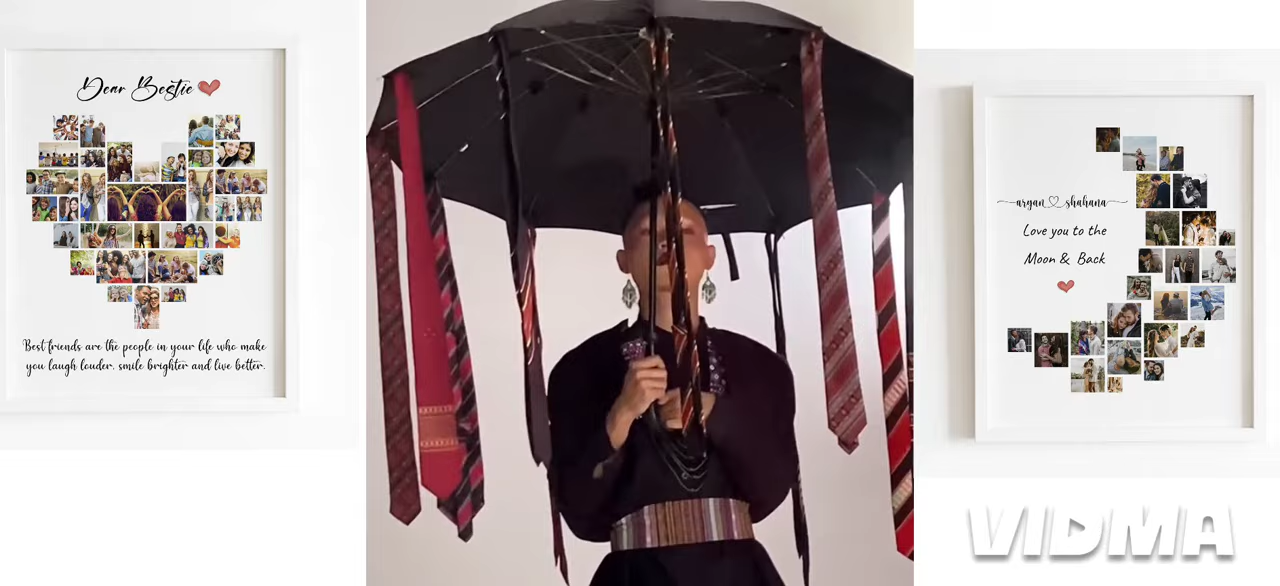 Dear Bestie
Best friends are the people in your life who make
you laugh louder, smile brighter and live better.
aryan shahana
Love you to the
Moon & Back
VIDMA